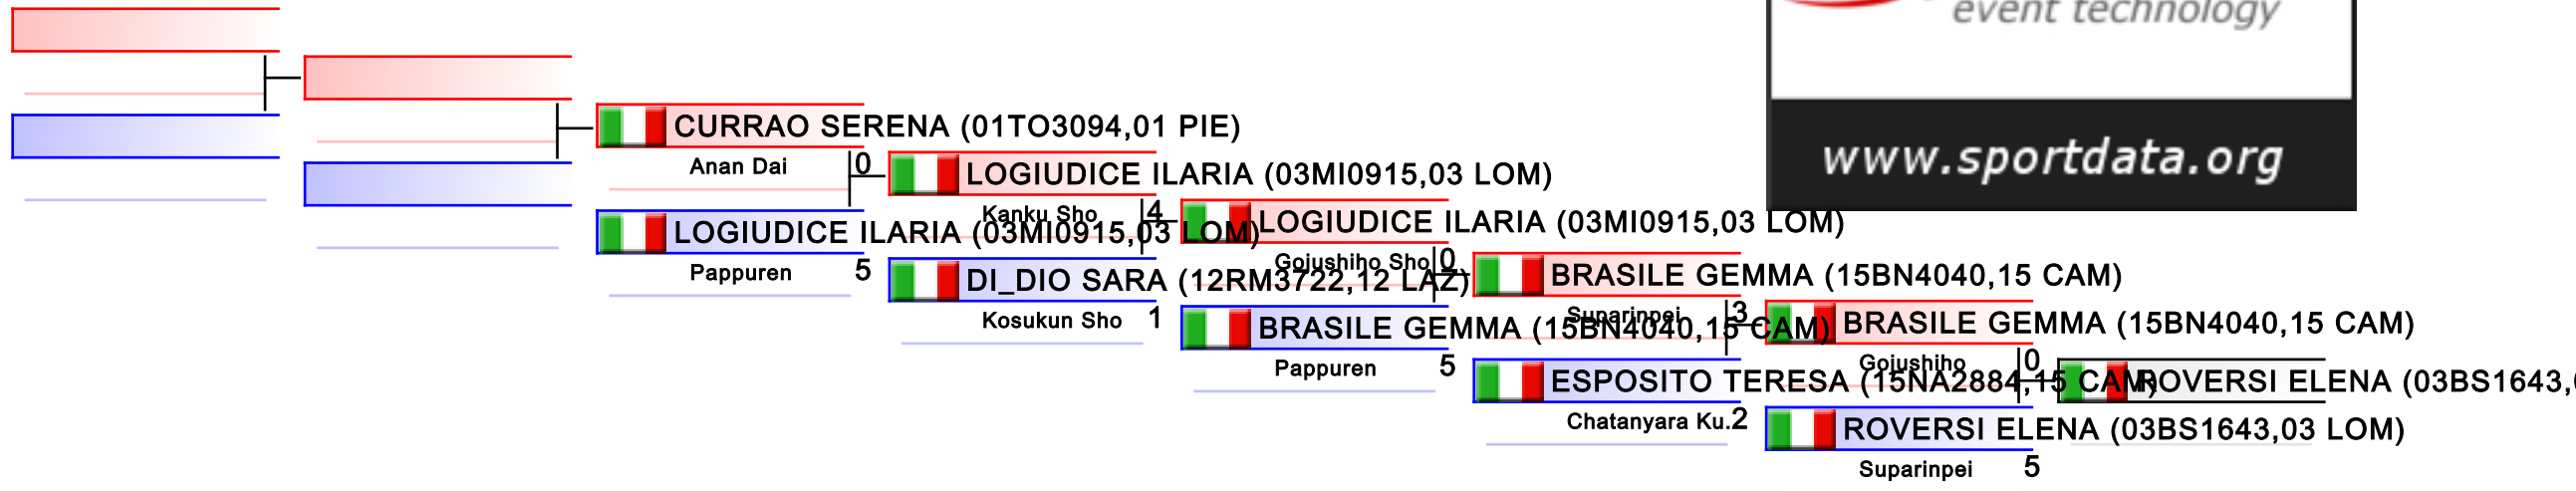 event technology
www.sportdata.org
CURRAO SERENA (01TO3094,01 PIE)
Anan Dai 0
LOGIUDICE ILARIA (03MI0915,03 LOM)
Pappuren 5
LOGIUDICE ILARIA (03MI0915,03 LOM)
Kanku Sho 4
DI_DIO SARA (12RM3722,12 LAZ)
Kosukun Sho 1
LOGIUDICE ILARIA (03MI0915,03 LOM)
Gojushiho Sho 0
BRASILE GEMMA (15BN4040,15 CAM)
Pappuren 5
BRASILE GEMMA (15BN4040,15 CAM)
Suparinpei 3
ESPOSITO TERESA (15NA2884,15 CAM)
Chatanyara Ku. 2
BRASILE GEMMA (15BN4040,15 CAM)
Gojushiho 0
ROVERSI ELENA (03BS1643,03 LOM)
Suparinpei 5
ROVERSI ELENA (03BS1643,